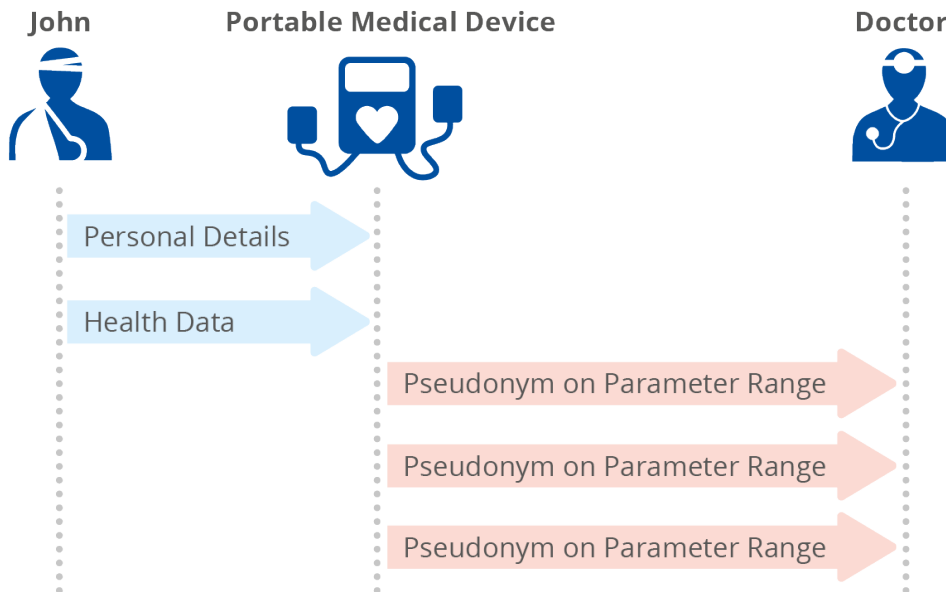 John
Portable Medical Device
Doctor
Personal Details
Health Data
Pseudonym on Parameter Range
Pseudonym on Parameter Range
Pseudonym on Parameter Range